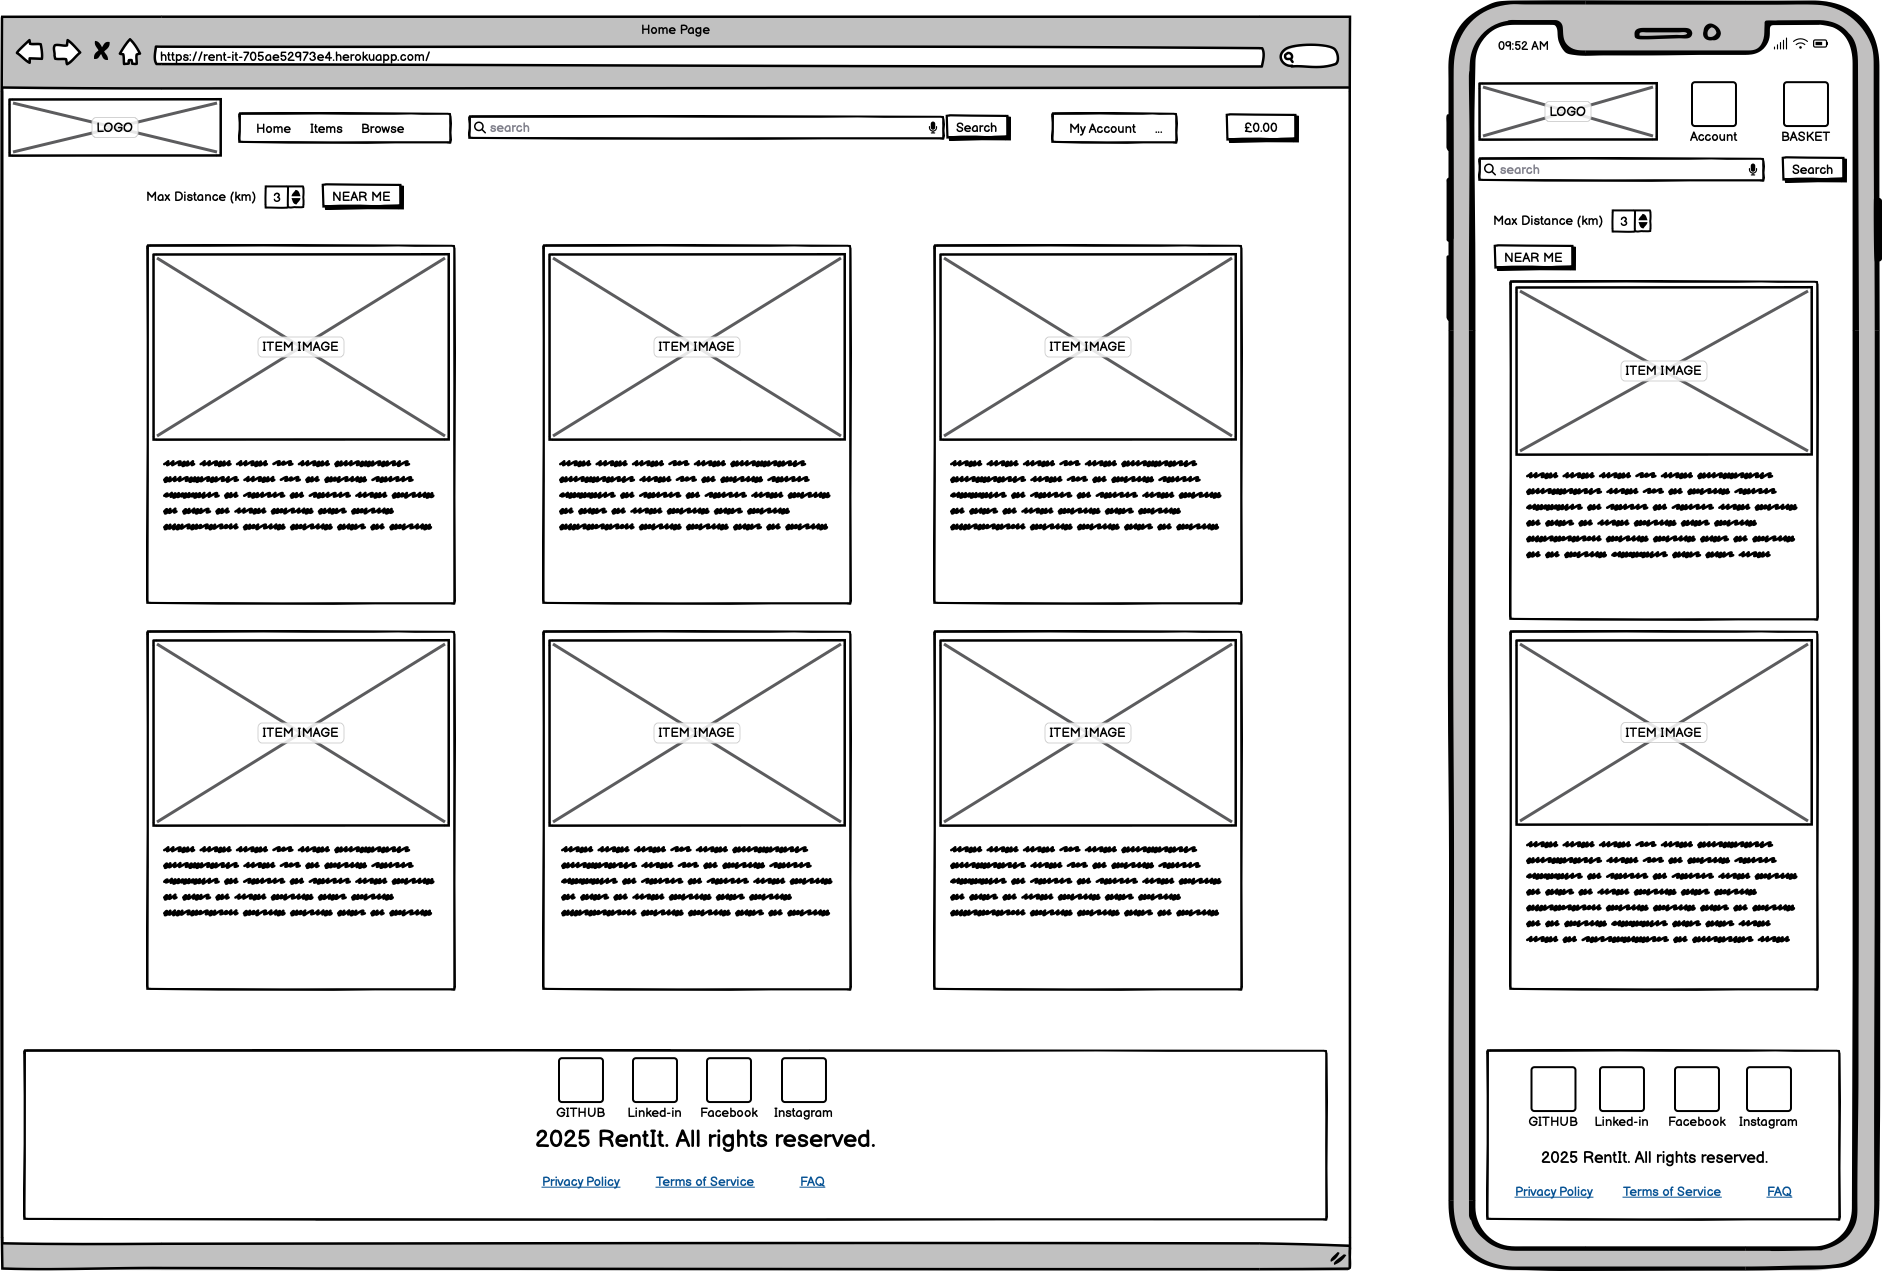 Home Page
https://rent-it-705ae52973e4.herokuapp.com/
LOGO
Home Items Browse
search
Search
My Account ...
£0.00
Max Distance (km) 3 NEAR ME
ITEM IMAGE
ITEM IMAGE
ITEM IMAGE
ITEM IMAGE
ITEM IMAGE
ITEM IMAGE
GITHUB Linked-in Facebook Instagram
2025 RentIt. All rights reserved.
Privacy Policy Terms of Service FAQ
09:52 AM
LOGO
Account BASKET
search Search
Max Distance (km) 3
NEAR ME
ITEM IMAGE
ITEM IMAGE
GITHUB Linked-in Facebook Instagram
2025 RentIt. All rights reserved.
Privacy Policy Terms of Service FAQ